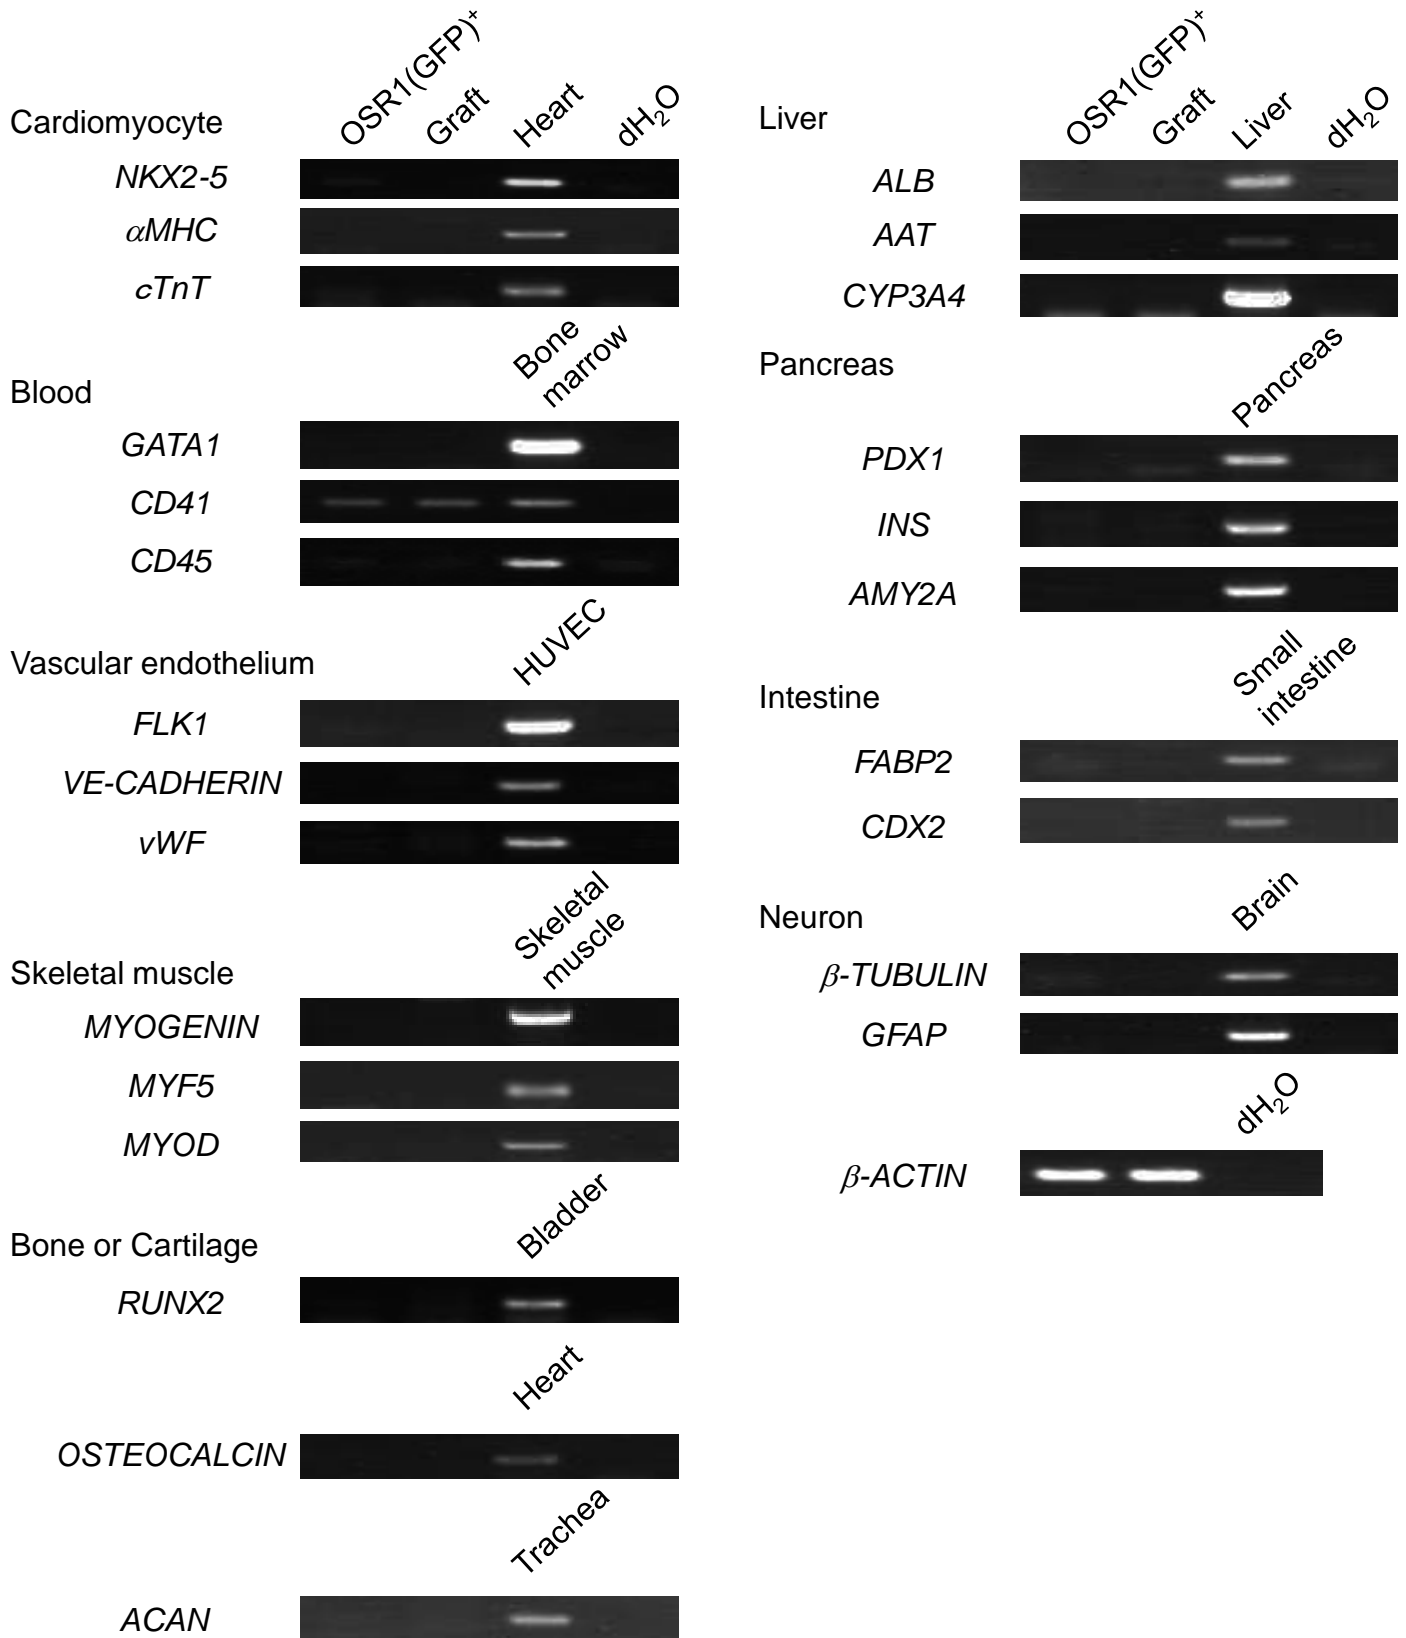 OSR1(GFP)⁺
Graft
Heart
dH₂O
Cardiomyocyte
NKX2-5
αMHC
cTnT
Bone
marrow
Blood
GATA1
CD41
CD45
HUVEC
Vascular endothelium
FLK1
VE-CADHERIN
vWF
Skeletal
muscle
Skeletal muscle
MYOGENIN
MYF5
MYOD
Bladder
Bone or Cartilage
RUNX2
Heart
OSTEOCALCIN
Trachea
ACAN
OSR1(GFP)⁺
Graft
Liver
dH₂O
Liver
ALB
AAT
CYP3A4
Pancreas
Pancreas
PDX1
INS
AMY2A
Small
intestine
Intestine
FABP2
CDX2
Brain
Neuron
β-TUBULIN
GFAP
dH₂O
β-ACTIN